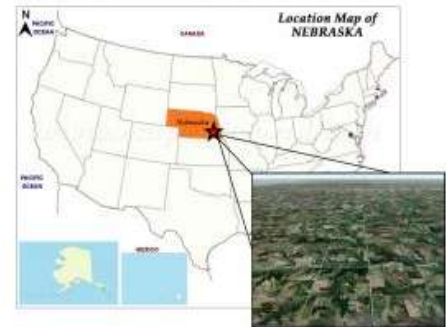 N
PACIFIC
OCEAN
Location Map of
NEBRASKA
CANADA
Nebraska
PACIFIC
OCEAN
MEXICO